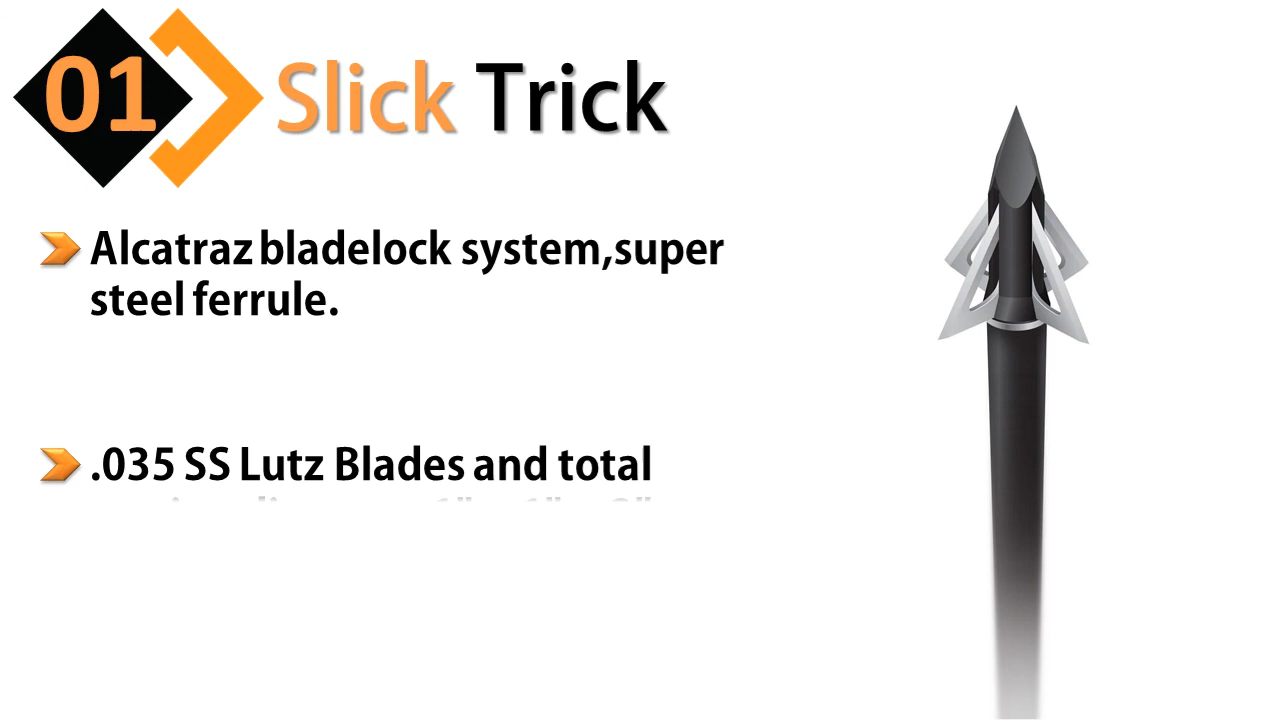 01 Slick Trick
Alcatraz bladelock system,super
steel ferrule.
.035 SS Lutz Blades and total